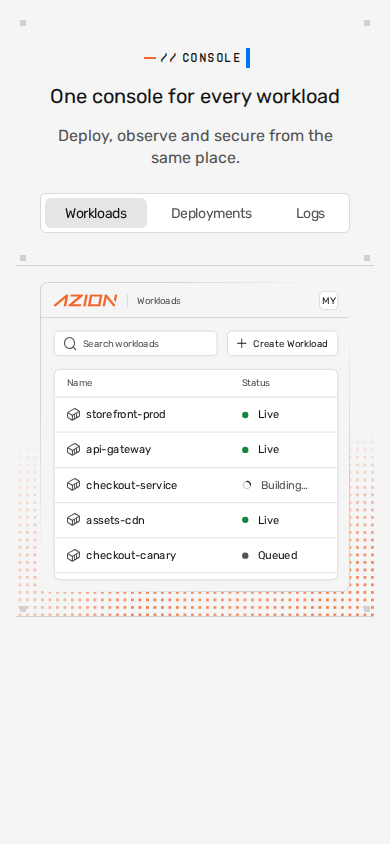 // CONSOLE
One console for every workload
Deploy, observe and secure from the
same place.
Workloads Deployments Logs
AZION Workloads MY
Search workloads Create Workload
Name Status
storefront-prod Live
api-gateway Live
checkout-service Building...
assets-cdn Live
checkout-canary Queued